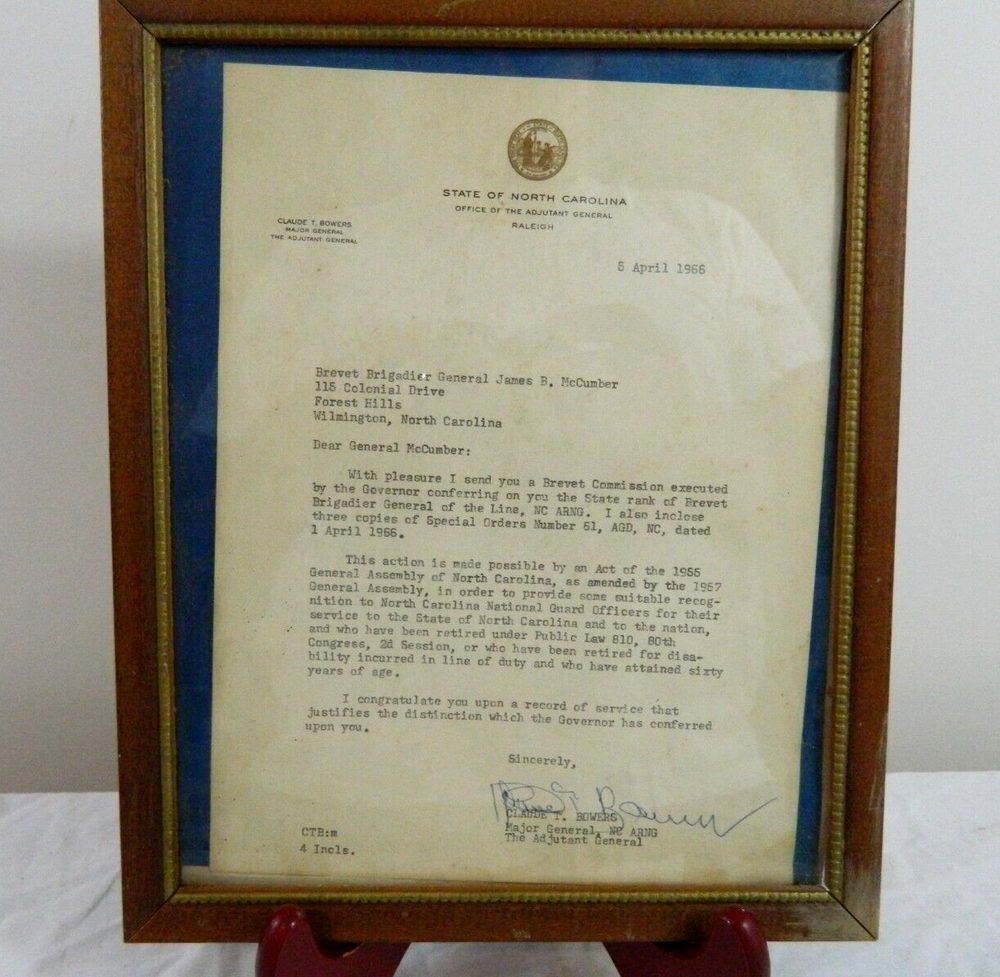 STATE OF NORTH CAROLINA
OFFICE OF THE ADJUTANT GENERAL
RALEIGH
CLAUDE T. BOWERS
MAJOR GENERAL
THE ADJUTANT GENERAL
5 April 1966
Brevet Brigadier General James B. McCumber
115 Colonial Drive
Forest Hills
Wilmington, North Carolina
Dear General McCumber:
With pleasure I send you a Brevet Commission executed
by the Governor conferring on you the State rank of Brevet
Brigadier General of the Line, NC ARNG. I also inclose
three copies of Special Orders Number 61, AGD, NC, dated
1 April 1966.
This action is made possible by an Act of the 1955
General Assembly of North Carolina, as amended by the 1957
General Assembly, in order to provide some suitable recog-
nition to North Carolina National Guard Officers for their
service to the State of North Carolina and to the nation,
and who have been retired under Public Law 810, 80th
Congress, 2d Session, or who have been retired for disa-
bility incurred in line of duty and who have attained sixty
years of age.
I congratulate you upon a record of service that
justifies the distinction which the Governor has conferred
upon you.
Sincerely,
Claude T. Bowers
CLAUDE T. BOWERS
Major General, NC ARNG
The Adjutant General
CTB:m
4 Incls.